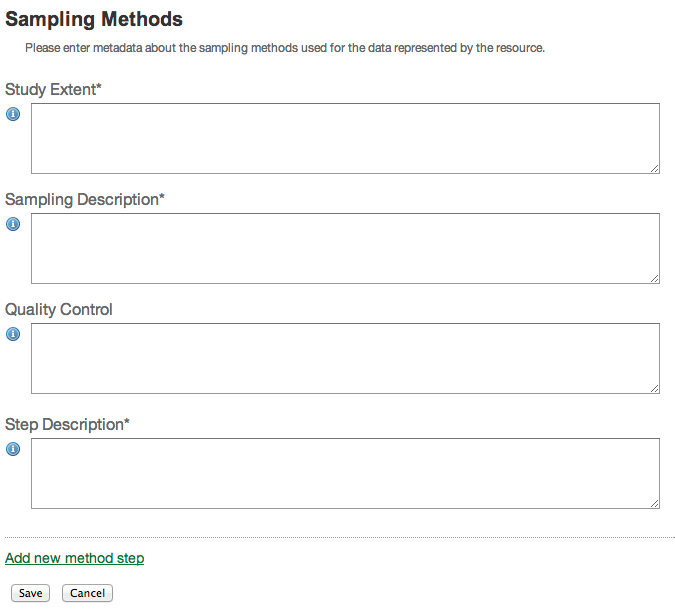 Sampling Methods
Please enter metadata about the sampling methods used for the data represented by the resource.
Study Extent*
Sampling Description*
Quality Control
Step Description*
Add new method step
Save Cancel